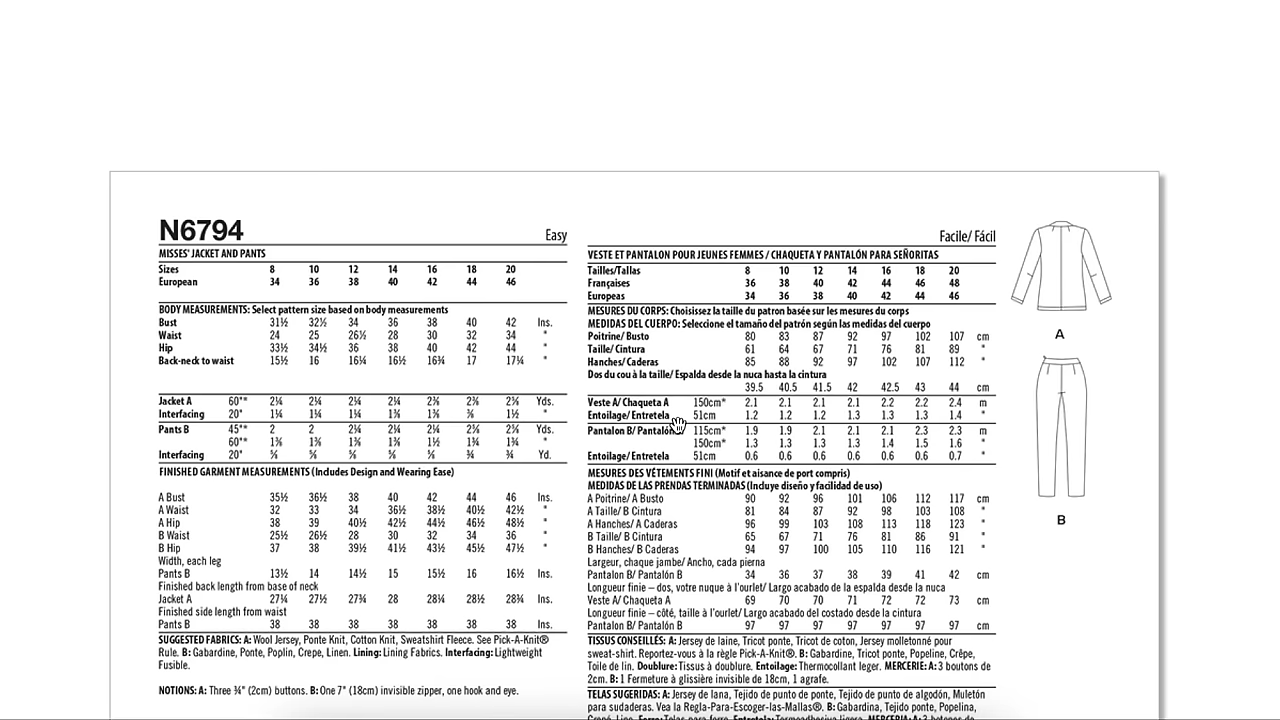 N6794 Easy
MISSES' JACKET AND PANTS
Sizes 8 10 12 14 16 18 20
European 34 36 38 40 42 44 46
BODY MEASUREMENTS: Select pattern size based on body measurements
Bust 31½ 32½ 34 36 38 40 42 Ins.
Waist 24 25 26½ 28 30 32 34 "
Hip 33½ 34½ 36 38 40 42 44 "
Back-neck to waist 15½ 16 16¼ 16½ 16¾ 17 17¼ "
Jacket A 60"* 2¼ 2¼ 2¼ 2¼ 2⅜ 2⅜ 2⅝ Yds.
Interfacing 20" 1¼ 1¼ 1¼ 1⅜ 1⅜ 1½ "
Pants B 45"* 2 2 2¼ 2¼ 2¼ 2⅝ Yds.
60"* 1⅜ 1⅜ 1⅜ 1⅜ 1½ 1¾ 1¾ "
Interfacing 20" ⅝ ⅝ ⅝ ⅝ ⅝ ¾ ¾ Yd.
FINISHED GARMENT MEASUREMENTS (Includes Design and Wearing Ease)
A Bust 35½ 36½ 38 40 42 44 46 Ins.
A Waist 32 33 34 36½ 38½ 40½ 42½ "
A Hip 38 39 40½ 42½ 44½ 46½ 48½ "
B Waist 25½ 26½ 28 30 32 34 36 "
B Hip 37 38 39½ 41½ 43½ 45½ 47½ "
Width, each leg
Pants B 13½ 14 14½ 15 15½ 16 16½ Ins.
Finished back length from base of neck
Jacket A 27¼ 27½ 27¾ 28 28¼ 28½ 28¾ Ins.
Finished side length from waist
Pants B 38 38 38 38 38 38 38 Ins.
SUGGESTED FABRICS: A: Wool Jersey, Ponte Knit, Cotton Knit, Sweatshirt Fleece. See Pick-A-Knit®
Rule. B: Gabardine, Ponte, Poplin, Crepe, Linen. Lining: Lining Fabrics. Interfacing: Lightweight
Fusible.
NOTIONS: A: Three ¾" (2cm) buttons. B: One 7" (18cm) invisible zipper, one hook and eye.
Facile/ Fácil
VESTE ET PANTALON POUR JEUNES FEMMES / CHAQUETA Y PANTALÓN PARA SEÑORITAS
Tailles/Tallas 8 10 12 14 16 18 20
Françaises 36 38 40 42 44 46 48
Europeas 34 36 38 40 42 44 46
MESURES DU CORPS: Choisissez la taille du patron basée sur les mesures du corps
MEDIDAS DEL CUERPO: Seleccione el tamaño del patrón según las medidas del cuerpo
Poitrine/ Busto 80 83 87 92 97 102 107 cm
Taille/ Cintura 61 64 67 71 76 81 89 "
Hanches/ Caderas 85 88 92 97 102 107 112 "
Dos du cou à la taille/ Espalda desde la nuca hasta la cintura
39.5 40.5 41.5 42 42.5 43 44 cm
Veste A/ Chaqueta A 150cm* 2.1 2.1 2.1 2.1 2.2 2.2 2.4 m
Entoilage/ Entretela 51cm 1.2 1.2 1.2 1.3 1.3 1.3 1.4 "
Pantalon B/ 115cm* 1.9 1.9 2.1 2.1 2.1 2.3 2.3 m
150cm* 1.3 1.3 1.3 1.3 1.4 1.5 1.6 "
Entoilage/ Entretela 51cm 0.6 0.6 0.6 0.6 0.6 0.6 0.7 "
MESURES DES VÊTEMENTS FINI (Motif et aisance de port compris)
MEDIDAS DE LAS PRENDAS TERMINADAS (Incluye diseño y facilidad de uso)
A Poitrine/ A Busto 90 92 96 101 106 112 117 cm
A Taille/ B Cintura 81 84 87 92 98 103 108 "
A Hanches/ A Caderas 96 99 103 108 113 118 123 "
B Taille/ B Cintura 65 67 71 76 81 86 91 "
B Hanches/ B Caderas 94 97 100 105 110 116 121 "
Largeur, chaque jambe/ Ancho, cada pierna
Pantalon B/ Pantalón B 34 36 37 38 39 41 42 cm
Longueur finie – dos, votre nuque à l'ourlet/ Largo acabado de la espalda desde la nuca
Veste A/ Chaqueta A 69 70 70 71 72 72 73 cm
Longueur finie – côté, taille à l'ourlet/ Largo acabado del costado desde la cintura
Pantalon B/ Pantalón B 97 97 97 97 97 97 97 cm
TISSUS CONSEILLÉS: A: Jersey de laine, Tricot ponte, Tricot de coton, Jersey molletonné pour
sweat-shirt. Reportez-vous à la règle Pick-A-Knit®. B: Gabardine, Tricot ponte, Popeline, Crêpe,
Toile de lin. Doublure: Tissus à doublure. Entoilage: Thermocollant leger. MERCERIE: A: 3 boutons de
2cm. B: 1 Fermeture à glissière invisible de 18cm, 1 agrafe.
TELAS SUGERIDAS: A: Jersey de lana, Tejido de punto de ponte, Tejido de punto de algodón, Muletón
para sudaderas. Vea la Regla-Para-Escoger-las-Mallas®. B: Gabardina, Tejido ponte, Popelina,
A
B